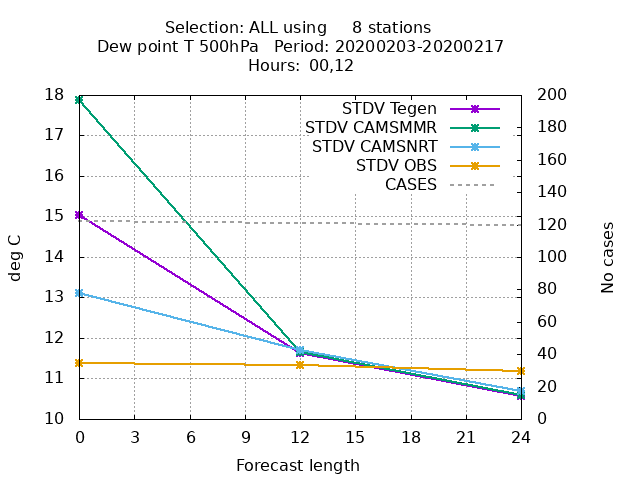 Selection: ALL using     8 stations
Dew point T 500hPa   Period: 20200203-20200217
Hours:  00,12
18
17
16
15
14
13
12
11
10
200
180
160
140
120
100
80
60
40
20
0
deg C
No cases
STDV Tegen
STDV CAMSMMR
STDV CAMSNRT
STDV OBS
CASES
0 3 6 9 12 15 18 21 24
Forecast length